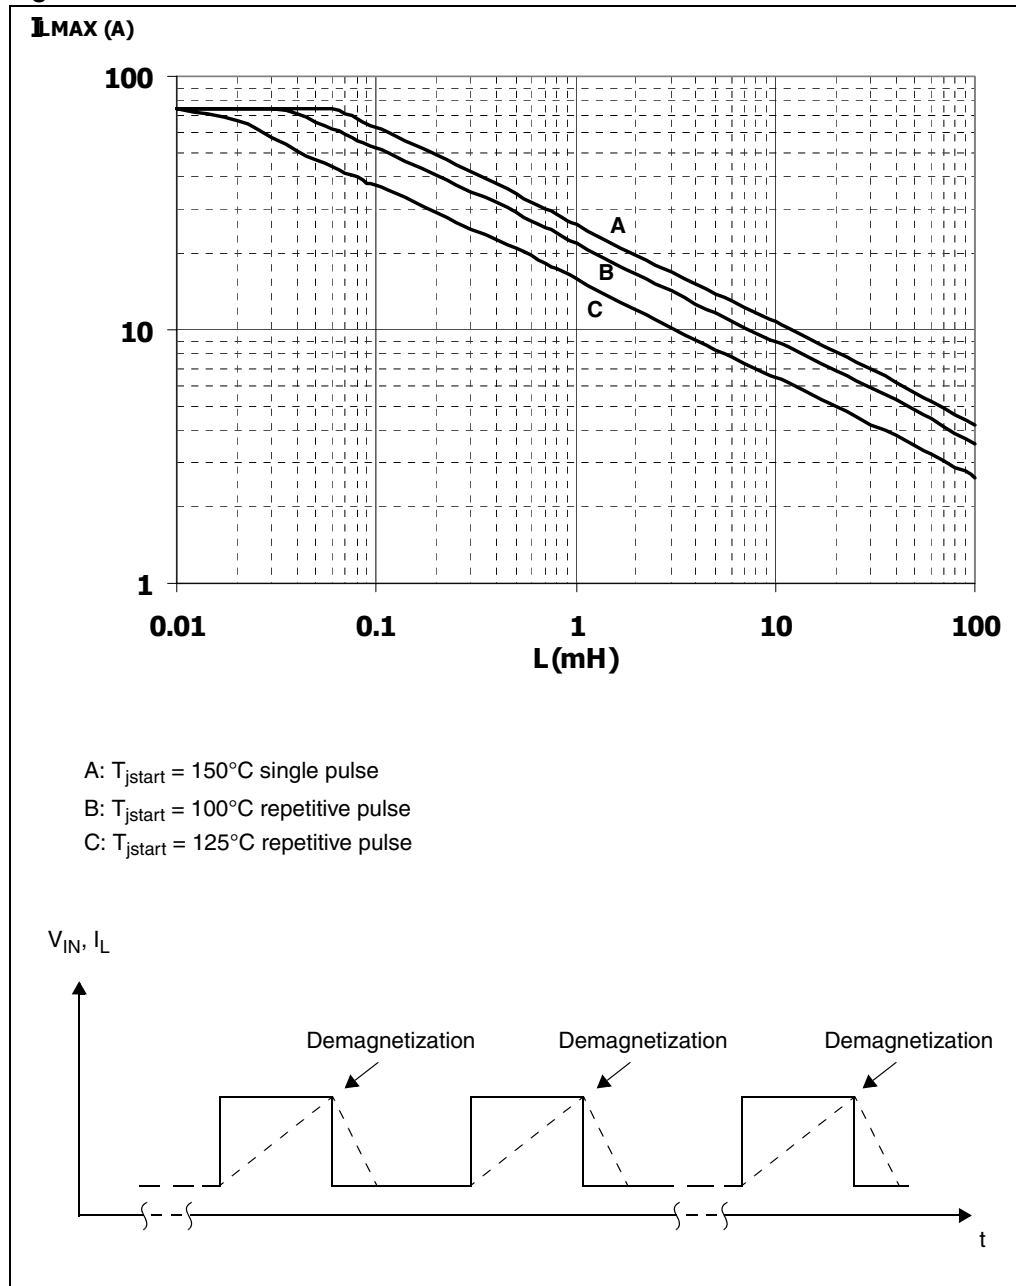 ILMAX (A)
100
10
1
A
B
C
0.01 0.1 1 10 100
L(mH)
A: Tjstart = 150°C single pulse
B: Tjstart = 100°C repetitive pulse
C: Tjstart = 125°C repetitive pulse
VIN, IL
Demagnetization Demagnetization Demagnetization
t